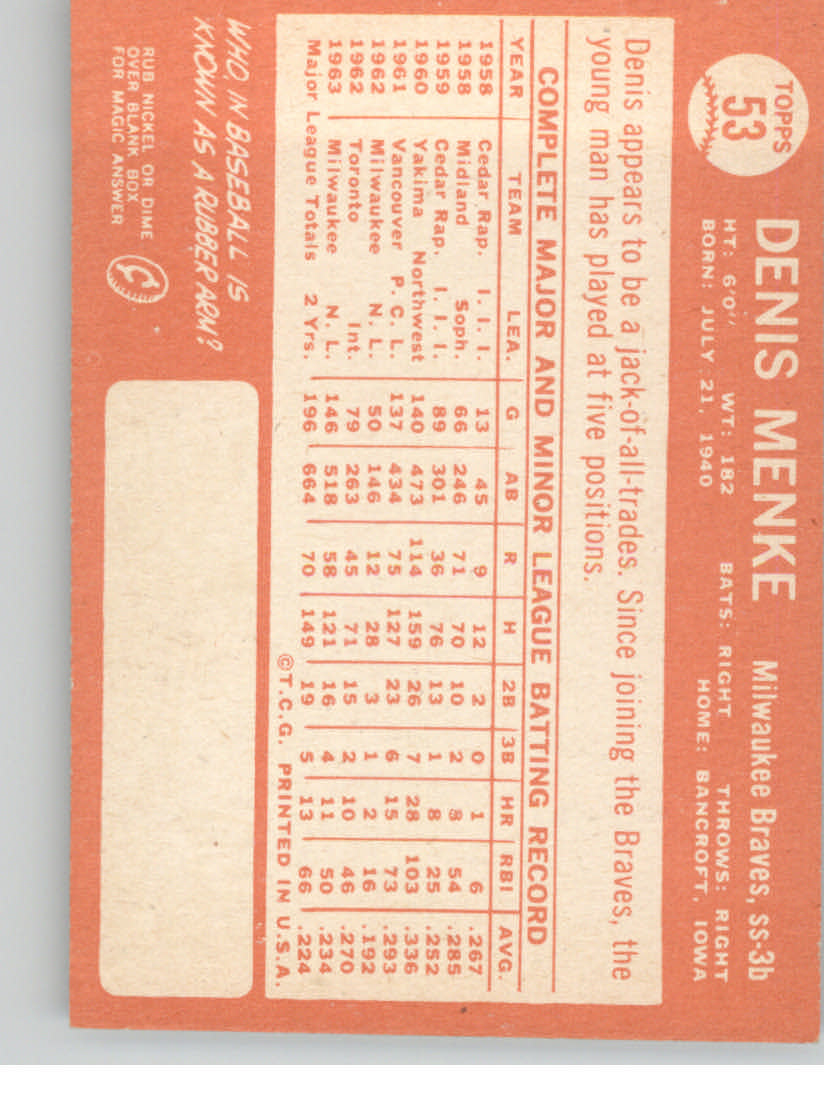 TOPPS
53
DENIS MENKE Milwaukee Braves, ss-3b
HT: 6'0" WT: 182 BATS: RIGHT THROWS: RIGHT
BORN: JULY 21, 1940 HOME: BANCROFT, IOWA
Denis appears to be a jack-of-all-trades. Since joining the Braves, the
young man has played at five positions.
COMPLETE MAJOR AND MINOR LEAGUE BATTING RECORD
YEAR TEAM LEA. G AB R H 2B 3B HR RBI AVG.
1958 Cedar Rap. I. I. I. 13 45 9 12 2 0 1 6 .267
1958 Midland Soph. 66 246 71 70 10 2 8 54 .285
1959 Cedar Rap. I. I. I. 89 301 36 76 13 1 8 25 .252
1960 Yakima Northwest 140 473 114 159 26 7 28 103 .336
1961 Vancouver P. C. L. 137 434 75 127 23 6 15 73 .293
1962 Milwaukee N. L. 50 146 12 28 3 1 2 16 .192
1962 Toronto Int. 79 263 45 71 15 2 10 46 .270
1963 Milwaukee N. L. 146 518 58 121 16 4 11 50 .234
Major League Totals 2 Yrs. 196 664 70 149 19 5 13 66 .224
©T.C.G. PRINTED IN U.S.A.
WHO IN BASEBALL IS
KNOWN AS A RUBBER ARM?
RUB NICKEL OR DIME
OVER BLANK BOX
FOR MAGIC ANSWER